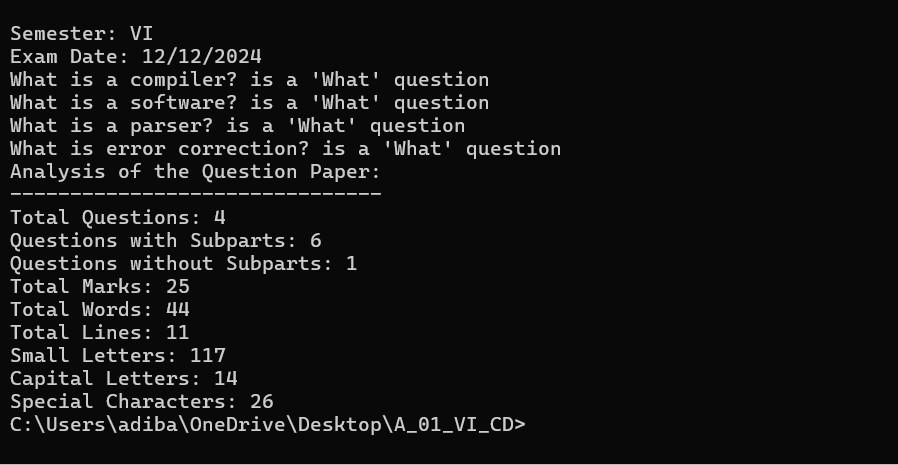 Semester: VI
Exam Date: 12/12/2024
What is a compiler? is a 'What' question
What is a software? is a 'What' question
What is a parser? is a 'What' question
What is error correction? is a 'What' question
Analysis of the Question Paper:
-------------------------------
Total Questions: 4
Questions with Subparts: 6
Questions without Subparts: 1
Total Marks: 25
Total Words: 44
Total Lines: 11
Small Letters: 117
Capital Letters: 14
Special Characters: 26
C:\Users\adiba\OneDrive\Desktop\A_01_VI_CD>